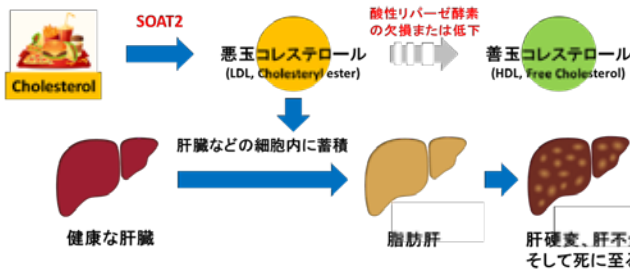 SOAT2
酸性リパーゼ酵素
の欠損または低下
Cholesterol
悪玉コレステロール
(LDL, Cholesteryl ester)
善玉コレステロール
(HDL, Free Cholesterol)
肝臓などの細胞内に蓄積
健康な肝臓
脂肪肝
肝硬変、肝不
そして死に至る